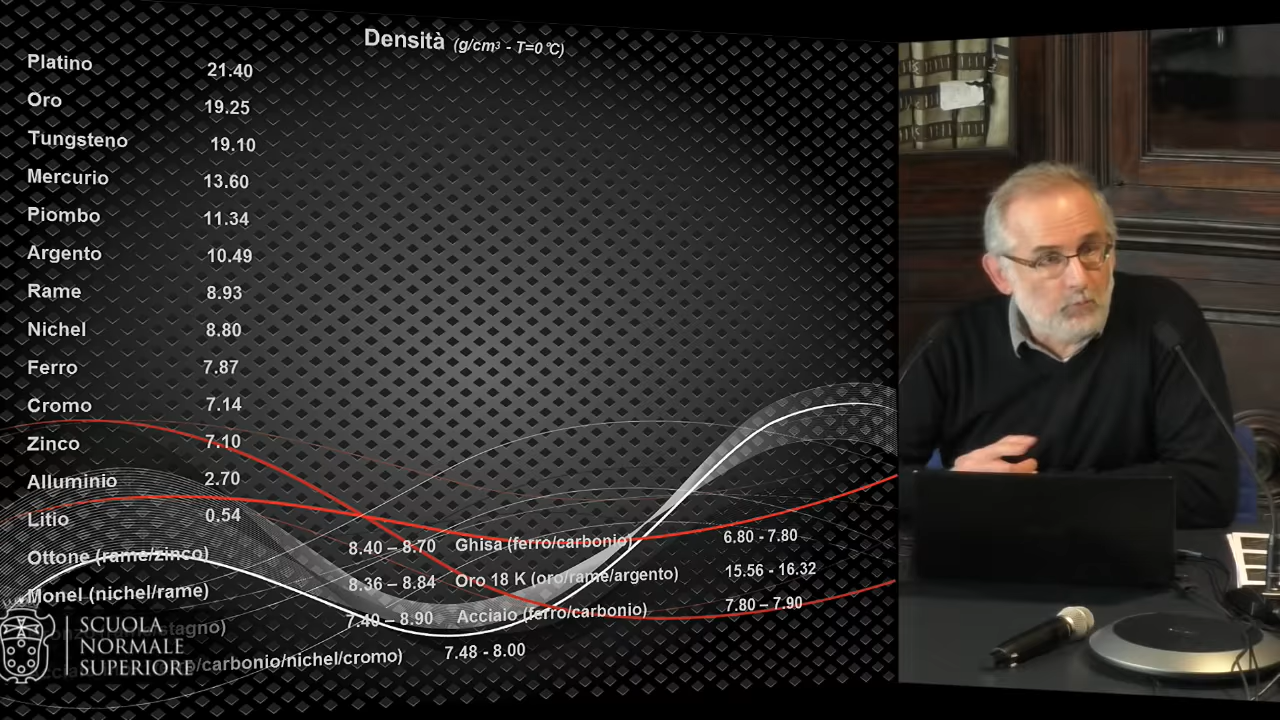 Densità (g/cm³ - T=0°C)
Platino 21.40
Oro 19.25
Tungsteno 19.10
Mercurio 13.60
Piombo 11.34
Argento 10.49
Rame 8.93
Nichel 8.80
Ferro 7.87
Cromo 7.14
Zinco 7.10
Alluminio 2.70
Litio 0.54
Ottone (rame/zinco) 8.40 – 8.70 Ghisa (ferro/carbonio) 6.80 - 7.80
Monel (nichel/rame) 8.36 – 8.84 Oro 18 K (oro/rame/argento) 15.56 - 16.32
7.40 – 8.90 Acciaio (ferro/carbonio) 7.80 – 7.90
/carbonio/nichel/cromo) 7.48 - 8.00
SCUOLA
NORMALE
SUPERIORE